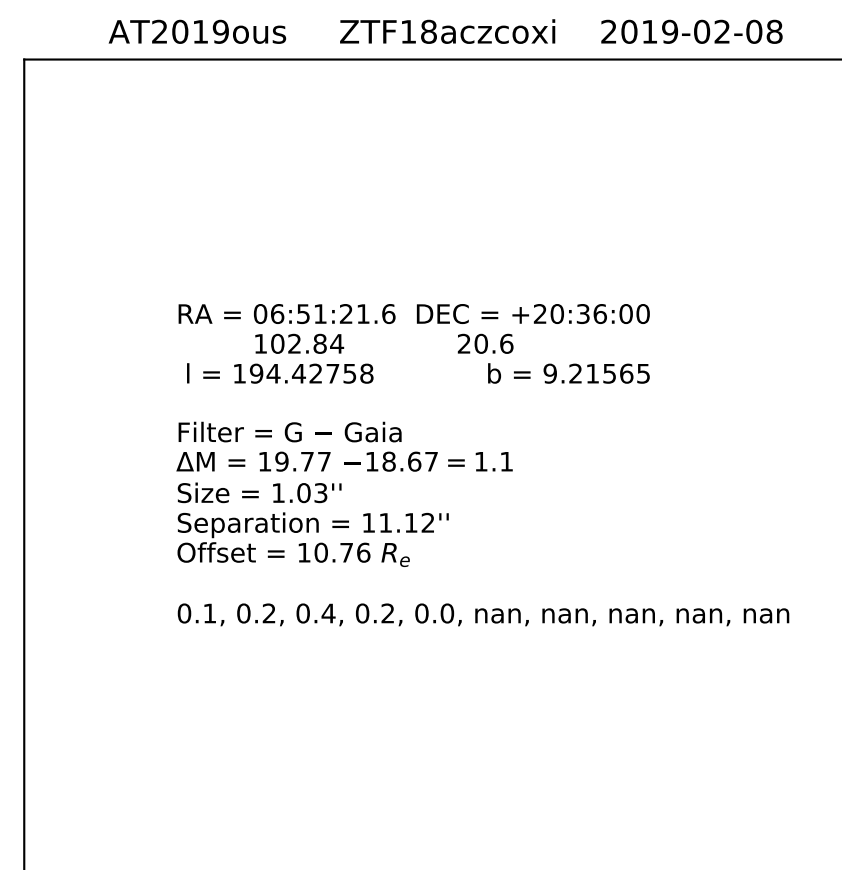 AT2019ous ZTF18aczcoxi 2019-02-08
RA = 06:51:21.6 DEC = +20:36:00
102.84 20.6
l = 194.42758 b = 9.21565
Filter = G − Gaia
ΔM = 19.77 −18.67 = 1.1
Size = 1.03''
Separation = 11.12''
Offset = 10.76 Rₑ
0.1, 0.2, 0.4, 0.2, 0.0, nan, nan, nan, nan, nan